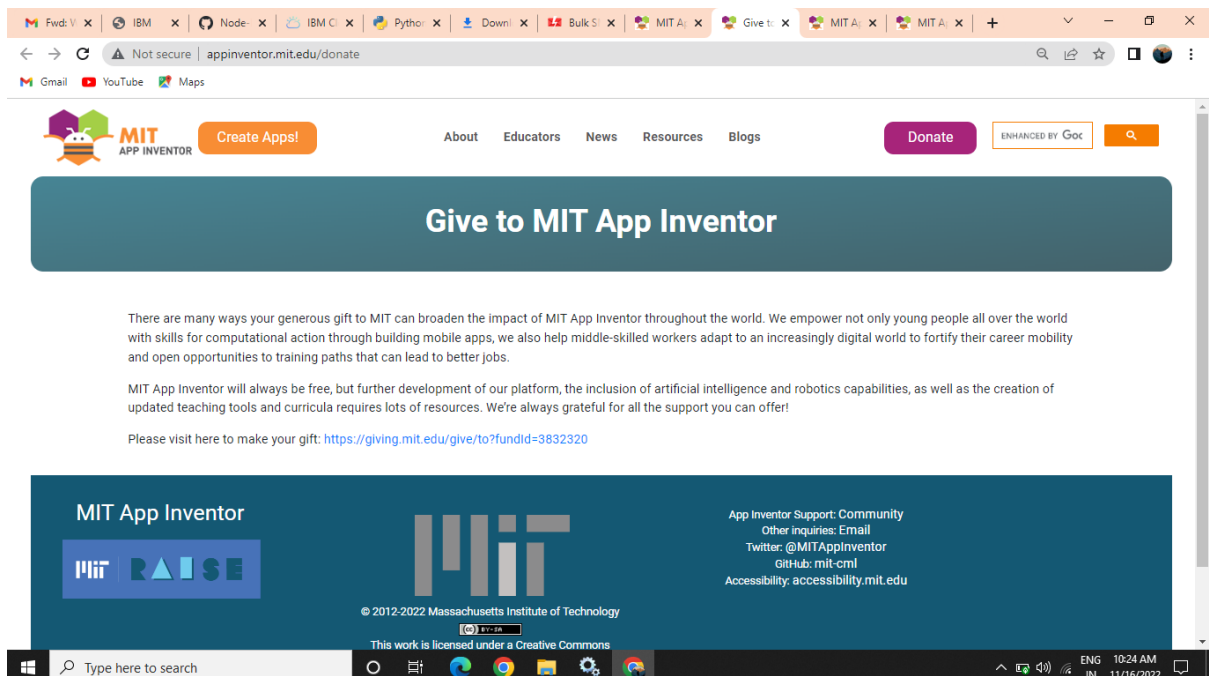 Fwd: V
IBM
Node-
IBM Cl
Python
Downl
Bulk S
MIT Ap
Give to
MIT Ap
MIT Ap
Not secure | appinventor.mit.edu/donate
Gmail YouTube Maps
MIT
APP INVENTOR
Create Apps!
About Educators News Resources Blogs
Donate
ENHANCED BY Goo
Give to MIT App Inventor
There are many ways your generous gift to MIT can broaden the impact of MIT App Inventor throughout the world. We empower not only young people all over the world
with skills for computational action through building mobile apps, we also help middle-skilled workers adapt to an increasingly digital world to fortify their career mobility
and open opportunities to training paths that can lead to better jobs.
MIT App Inventor will always be free, but further development of our platform, the inclusion of artificial intelligence and robotics capabilities, as well as the creation of
updated teaching tools and curricula requires lots of resources. We're always grateful for all the support you can offer!
Please visit here to make your gift: https://giving.mit.edu/give/to?fundId=3832320
MIT App Inventor
MIT RAISE
MIT
© 2012-2022 Massachusetts Institute of Technology
(cc) BY-SA
This work is licensed under a Creative Commons
App Inventor Support: Community
Other inquiries: Email
Twitter: @MITAppInventor
GitHub: mit-cml
Accessibility: accessibility.mit.edu
Type here to search
ENG
IN
10:24 AM
11/16/2022